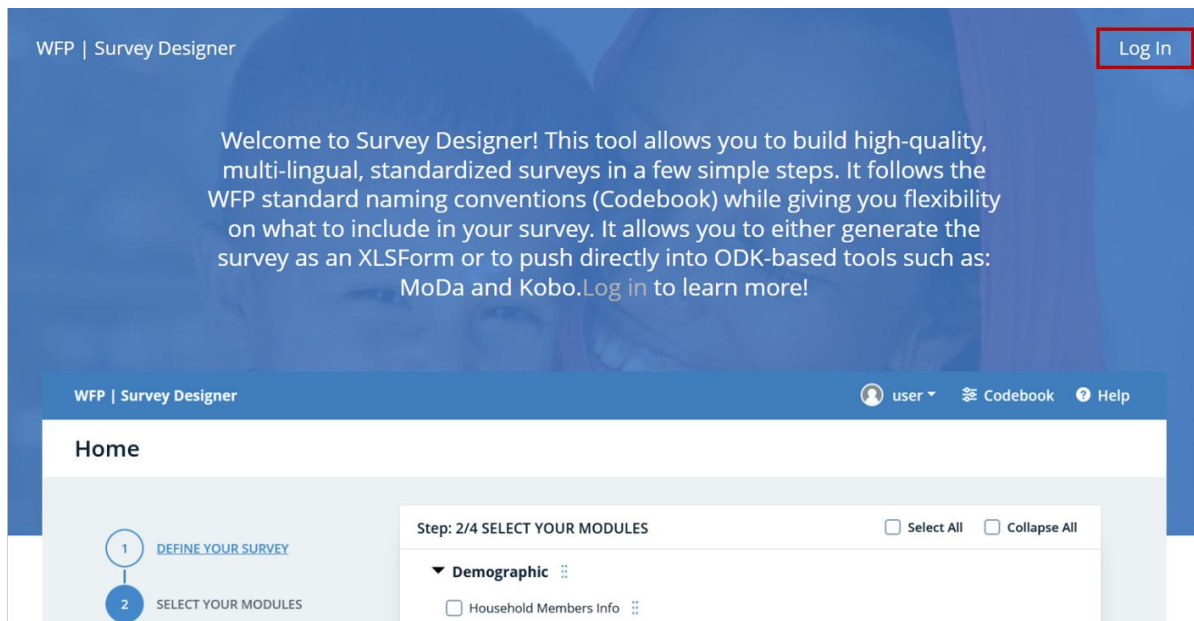 WFP | Survey Designer
Log In
Welcome to Survey Designer! This tool allows you to build high-quality,
multi-lingual, standardized surveys in a few simple steps. It follows the
WFP standard naming conventions (Codebook) while giving you flexibility
on what to include in your survey. It allows you to either generate the
survey as an XLSForm or to push directly into ODK-based tools such as:
MoDa and Kobo.Log in to learn more!
WFP | Survey Designer
user
Codebook
? Help
Home
1 DEFINE YOUR SURVEY
2 SELECT YOUR MODULES
Step: 2/4 SELECT YOUR MODULES
Select All
Collapse All
Demographic
Household Members Info